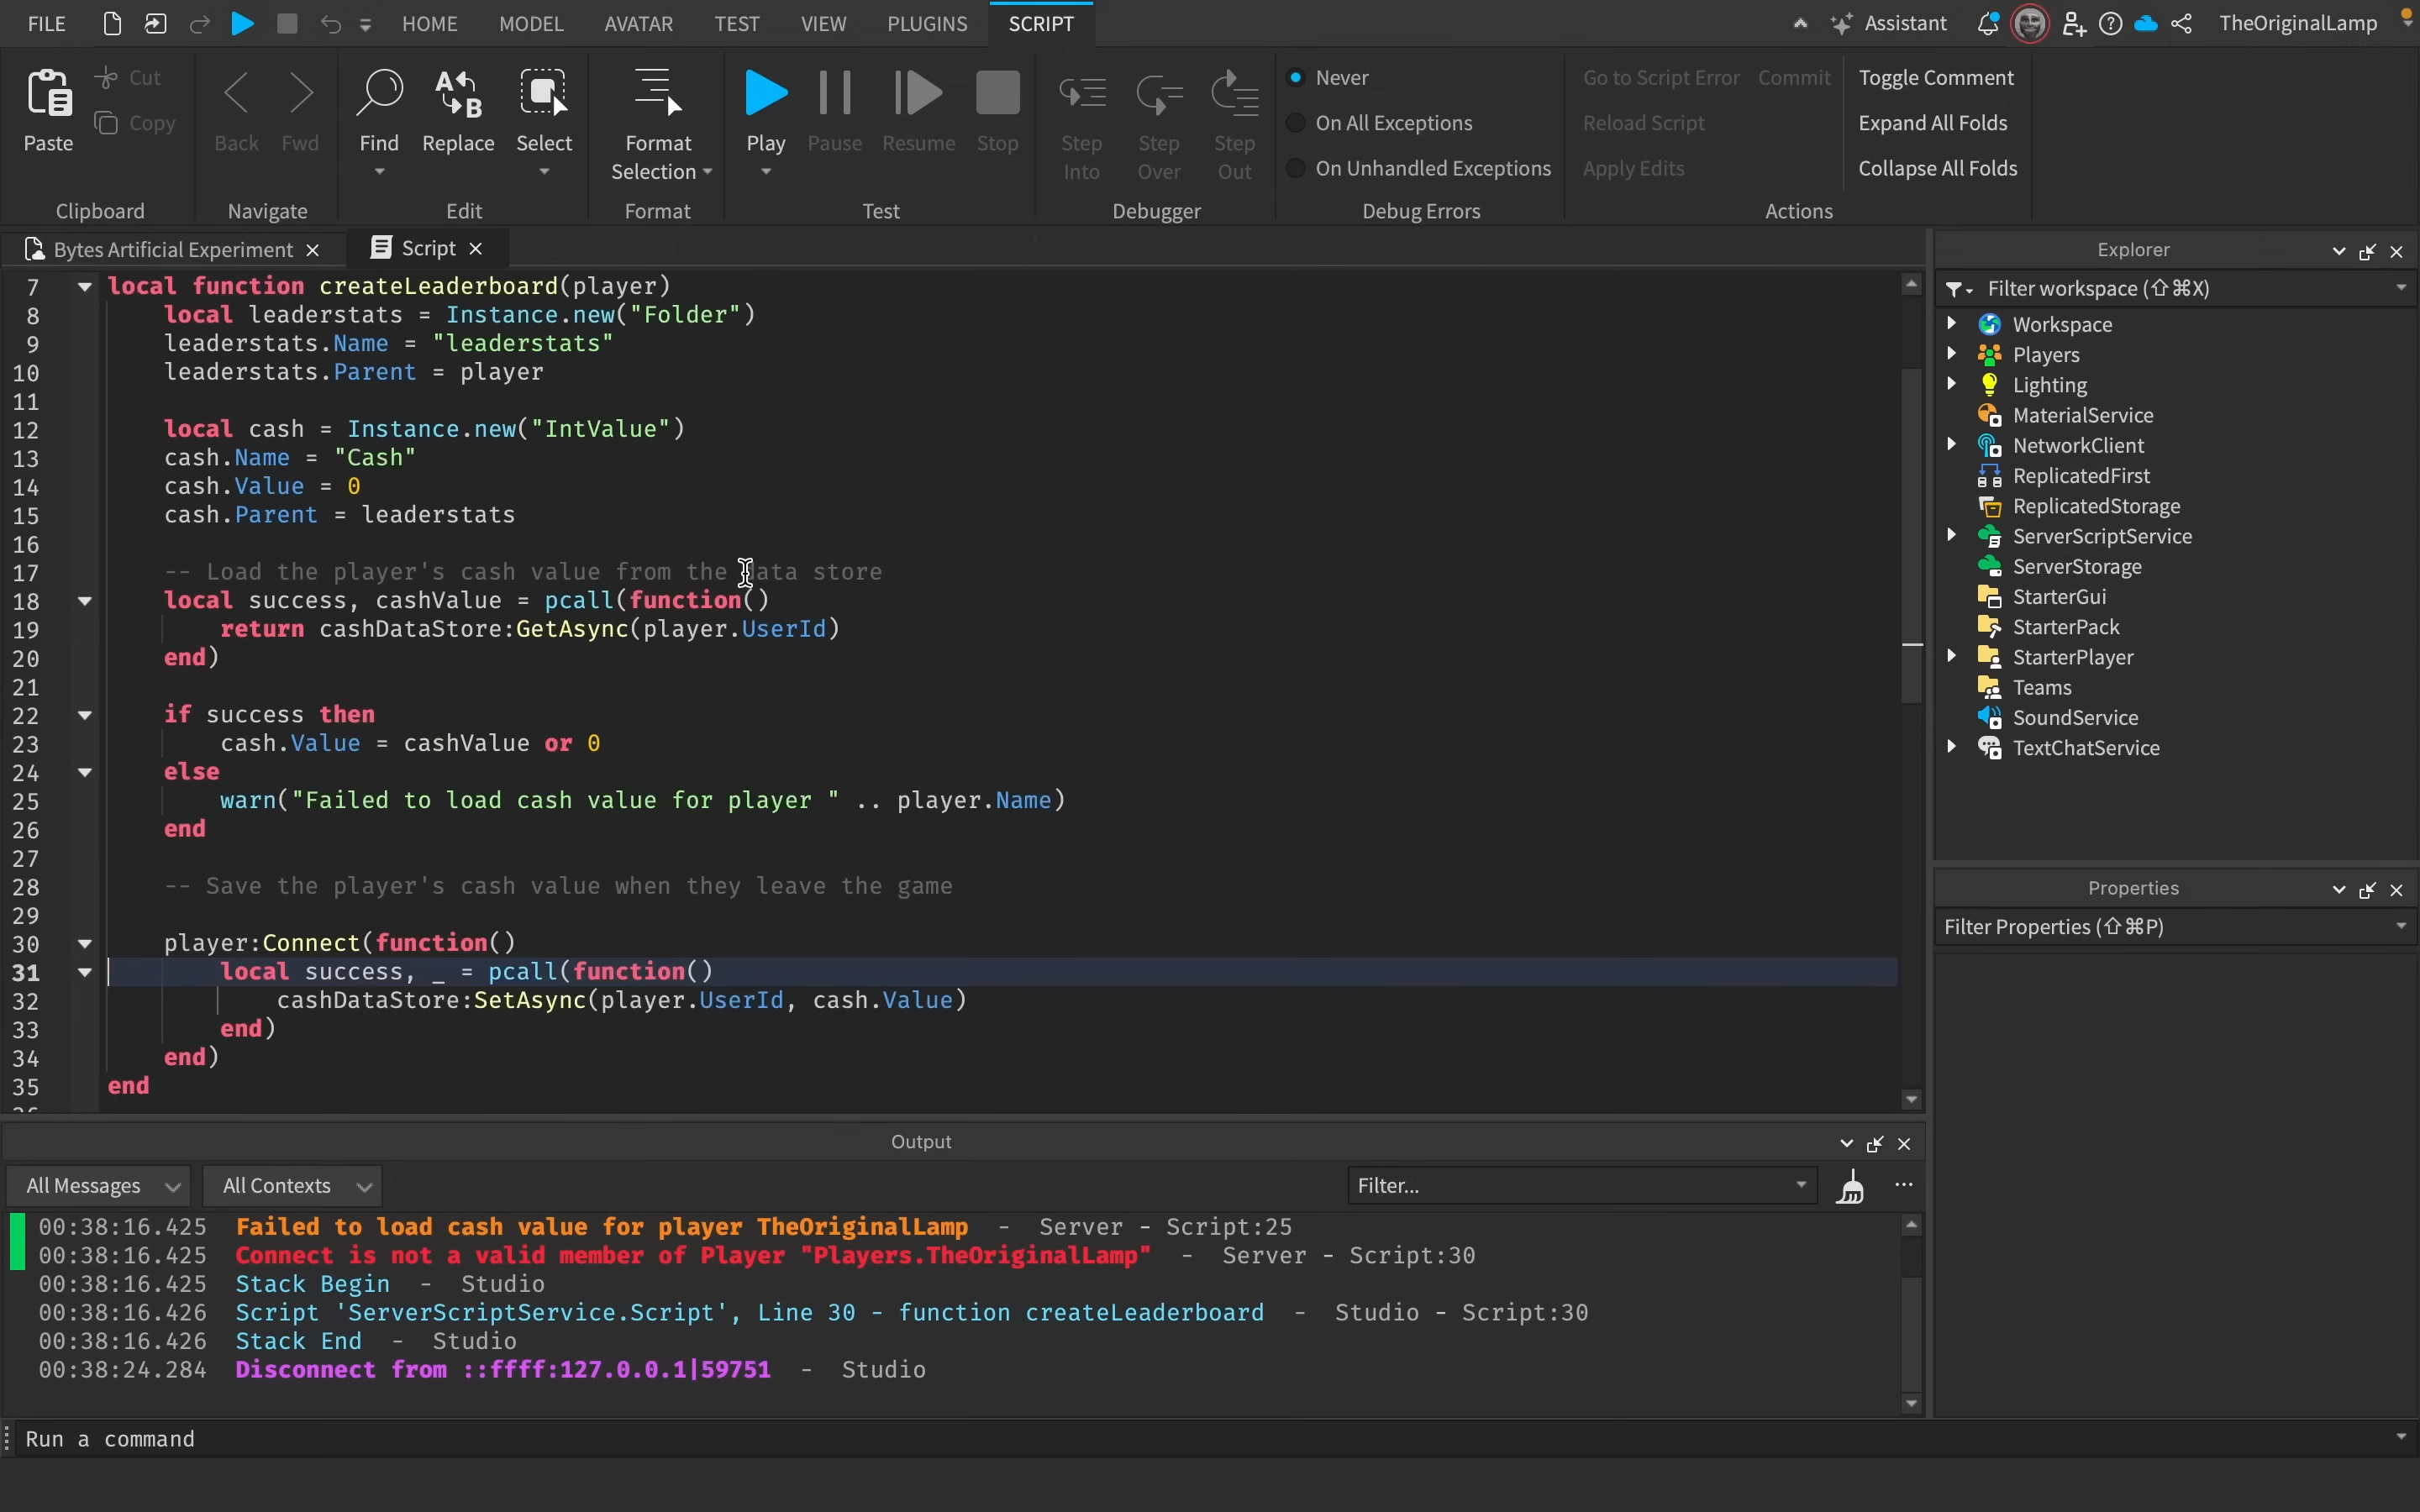 FILE HOME MODEL AVATAR TEST VIEW PLUGINS SCRIPT Assistant TheOriginalLamp
Paste Cut Copy
Clipboard
Back Fwd
Navigate
Find Replace Select
Edit
Format Selection
Format
Play Pause Resume Stop
Test
Step Into Step Over Step Out
Debugger
Never
On All Exceptions
On Unhandled Exceptions
Debug Errors
Go to Script Error Commit
Reload Script
Apply Edits
Toggle Comment
Expand All Folds
Collapse All Folds
Actions
Bytes Artificial Experiment
Script
7 local function createLeaderboard(player)
8 local leaderstats = Instance.new("Folder")
9 leaderstats.Name = "leaderstats"
10 leaderstats.Parent = player
11
12 local cash = Instance.new("IntValue")
13 cash.Name = "Cash"
14 cash.Value = 0
15 cash.Parent = leaderstats
16
17 -- Load the player's cash value from the data store
18 local success, cashValue = pcall(function()
19 return cashDataStore:GetAsync(player.UserId)
20 end)
21
22 if success then
23 cash.Value = cashValue or 0
24 else
25 warn("Failed to load cash value for player " .. player.Name)
26 end
27
28 -- Save the player's cash value when they leave the game
29
30 player:Connect(function()
31 local success, _ = pcall(function()
32 cashDataStore:SetAsync(player.UserId, cash.Value)
33 end)
34 end)
35 end
Output
All Messages All Contexts Filter...
00:38:16.425 Failed to load cash value for player TheOriginalLamp - Server - Script:25
00:38:16.425 Connect is not a valid member of Player "Players.TheOriginalLamp" - Server - Script:30
00:38:16.425 Stack Begin - Studio
00:38:16.426 Script 'ServerScriptService.Script', Line 30 - function createLeaderboard - Studio - Script:30
00:38:16.426 Stack End - Studio
00:38:24.284 Disconnect from ::ffff:127.0.0.1|59751 - Studio
Run a command
Explorer
Filter workspace (⇧⌘X)
Workspace
Players
Lighting
MaterialService
NetworkClient
ReplicatedFirst
ReplicatedStorage
ServerScriptService
ServerStorage
StarterGui
StarterPack
StarterPlayer
Teams
SoundService
TextChatService
Properties
Filter Properties (⇧⌘P)